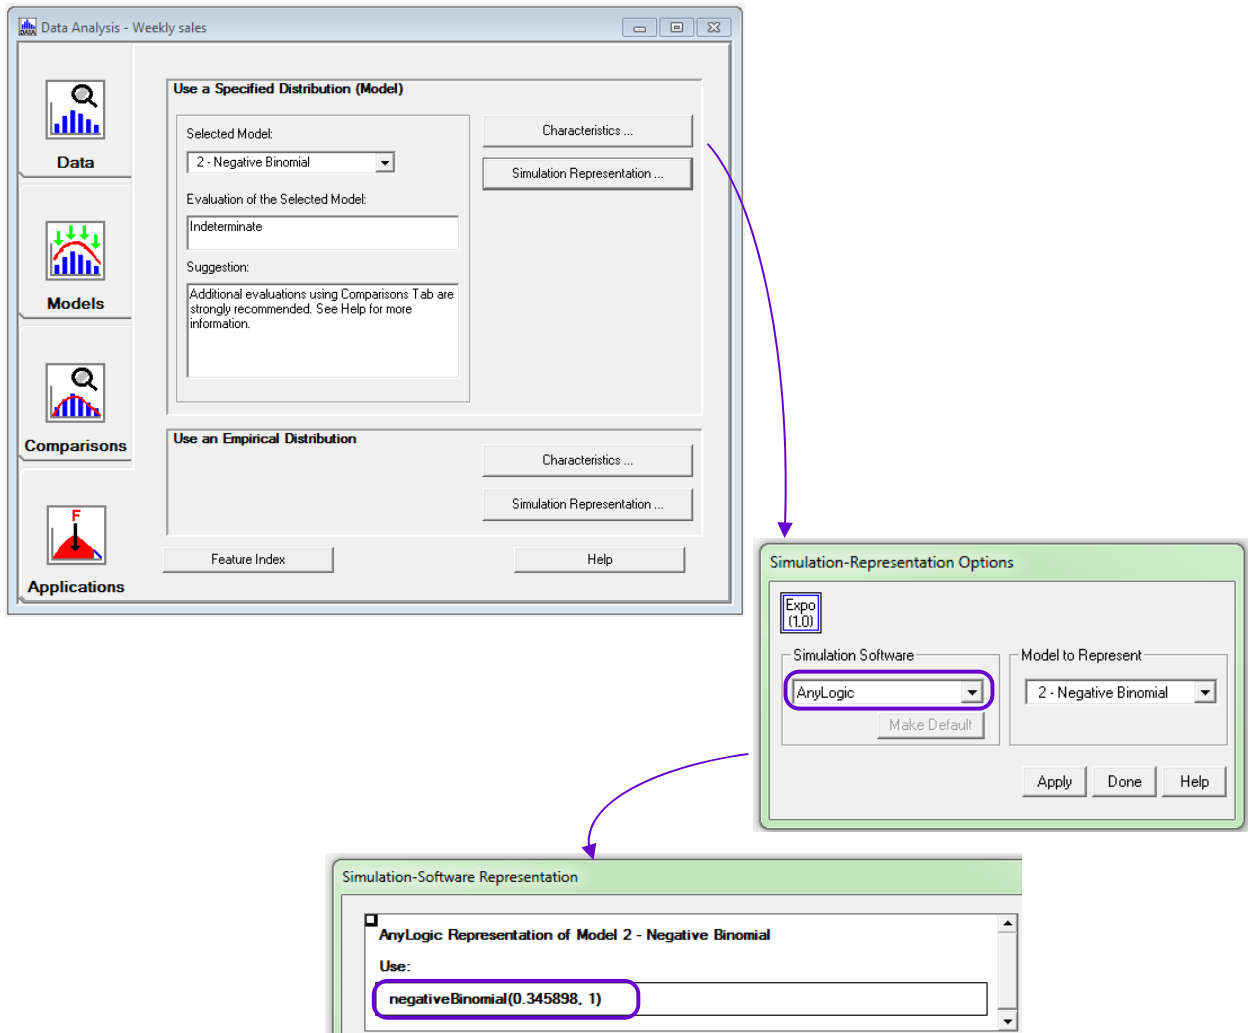 Data Analysis - Weekly sales
Data
Models
Comparisons
F
Applications
Use a Specified Distribution (Model)
Selected Model:
2 - Negative Binomial
Evaluation of the Selected Model:
Indeterminate
Suggestion:
Additional evaluations using Comparisons Tab are
strongly recommended. See Help for more
information.
Characteristics ...
Simulation Representation ...
Use an Empirical Distribution
Characteristics ...
Simulation Representation ...
Feature Index
Help
Simulation-Representation Options
Expo
(1.0)
Simulation Software
AnyLogic
Make Default
Model to Represent
2 - Negative Binomial
Apply
Done
Help
Simulation-Software Representation
AnyLogic Representation of Model 2 - Negative Binomial
Use:
negativeBinomial(0.345898, 1)